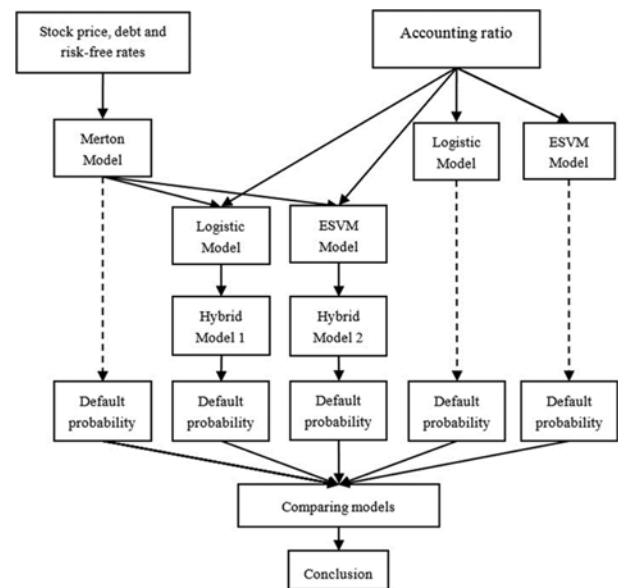 Stock price, debt and
risk-free rates
Accounting ratio
Merton
Model
Logistic
Model
ESVM
Model
Logistic
Model
ESVM
Model
Hybrid
Model 1
Hybrid
Model 2
Default
probability
Default
probability
Default
probability
Default
probability
Default
probability
Comparing models
Conclusion